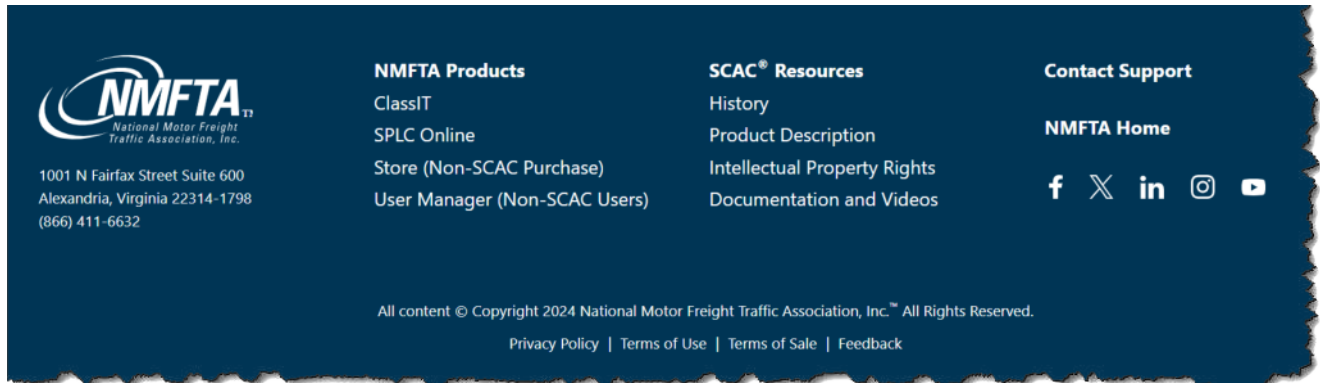 NMFTA
National Motor Freight
Traffic Association, Inc.
1001 N Fairfax Street Suite 600
Alexandria, Virginia 22314-1798
(866) 411-6632
NMFTA Products
ClassIT
SPLC Online
Store (Non-SCAC Purchase)
User Manager (Non-SCAC Users)
SCAC® Resources
History
Product Description
Intellectual Property Rights
Documentation and Videos
Contact Support
NMFTA Home
All content © Copyright 2024 National Motor Freight Traffic Association, Inc.™ All Rights Reserved.
Privacy Policy | Terms of Use | Terms of Sale | Feedback